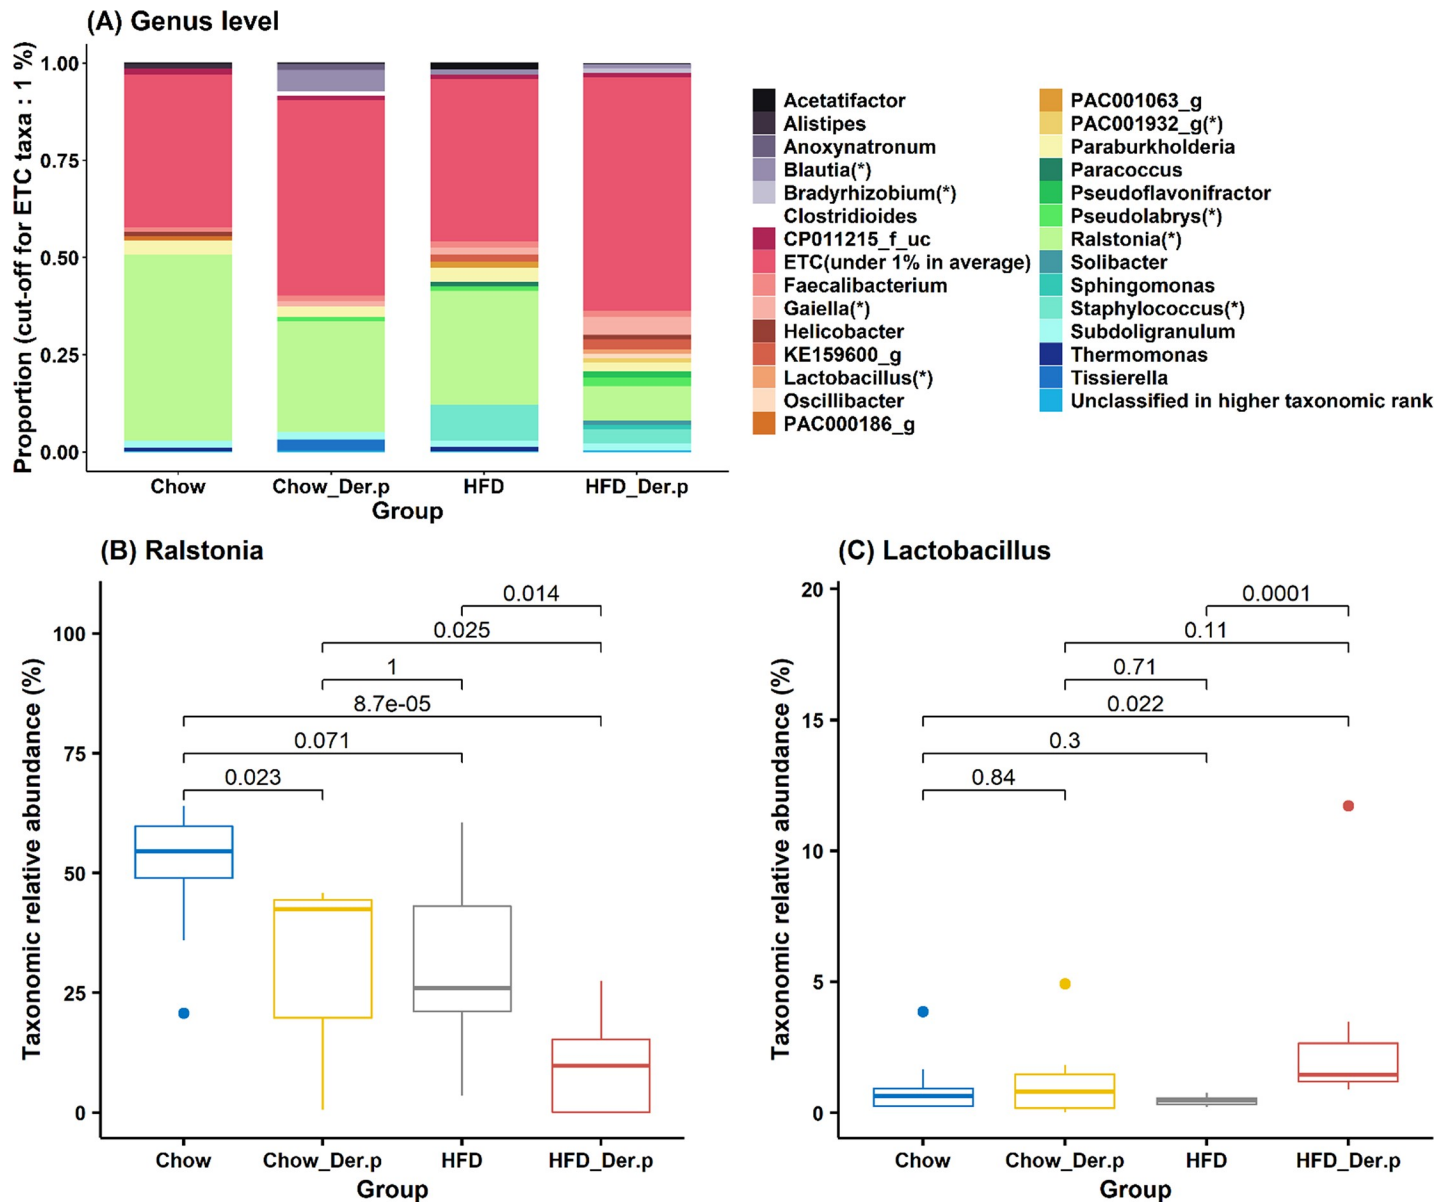 (A) Genus level
Proportion (cut-off for ETC taxa : 1 %)
1.00
0.75
0.50
0.25
0.00
Chow
Chow_Der.p
HFD
HFD_Der.p
Group
Acetatifactor
Alistipes
Anoxynatronum
Blautia(*)
Bradyrhizobium(*)
Clostridioides
CP011215_f_uc
ETC(under 1% in average)
Faecalibacterium
Gaiella(*)
Helicobacter
KE159600_g
Lactobacillus(*)
Oscillibacter
PAC000186_g
PAC001063_g
PAC001932_g(*)
Paraburkholderia
Paracoccus
Pseudoflavonifractor
Pseudolabrys(*)
Ralstonia(*)
Solibacter
Sphingomonas
Staphylococcus(*)
Subdoligranulum
Thermomonas
Tissierella
Unclassified in higher taxonomic rank
(B) Ralstonia
Taxonomic relative abundance (%)
100
75
50
25
0
0.014
0.025
1
8.7e-05
0.071
0.023
Chow
Chow_Der.p
HFD
HFD_Der.p
Group
(C) Lactobacillus
Taxonomic relative abundance (%)
20
15
10
5
0
0.0001
0.11
0.71
0.022
0.3
0.84
Chow
Chow_Der.p
HFD
HFD_Der.p
Group